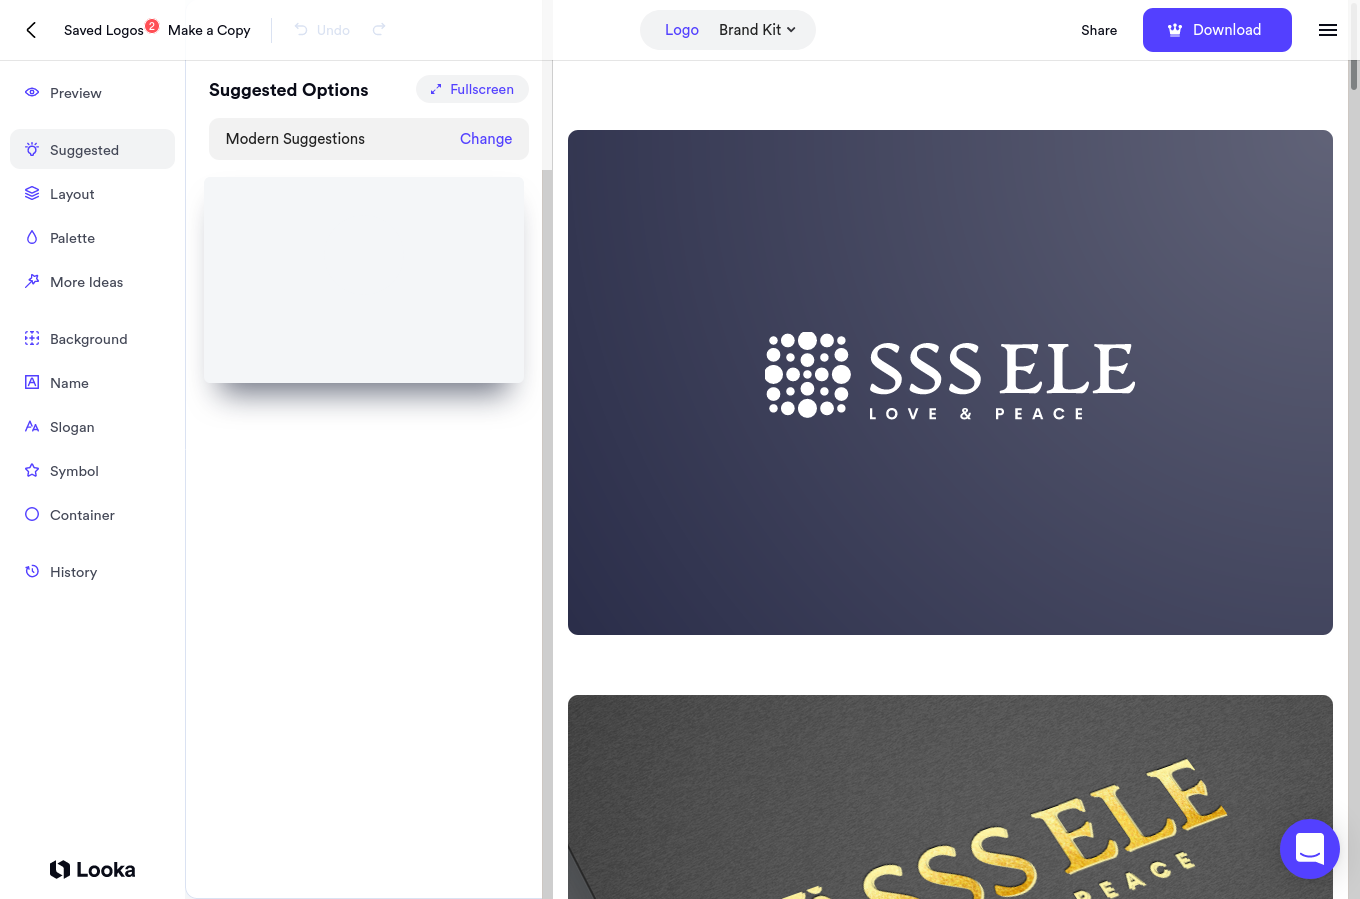 Saved Logos 2
Make a Copy
Undo
Logo
Brand Kit
Share
Download
Preview
Suggested
Layout
Palette
More Ideas
Background
Name
Slogan
Symbol
Container
History
Looka
Suggested Options
Fullscreen
Modern Suggestions
Change
SSS ELE
LOVE & PEACE
SSS ELE
PEACE